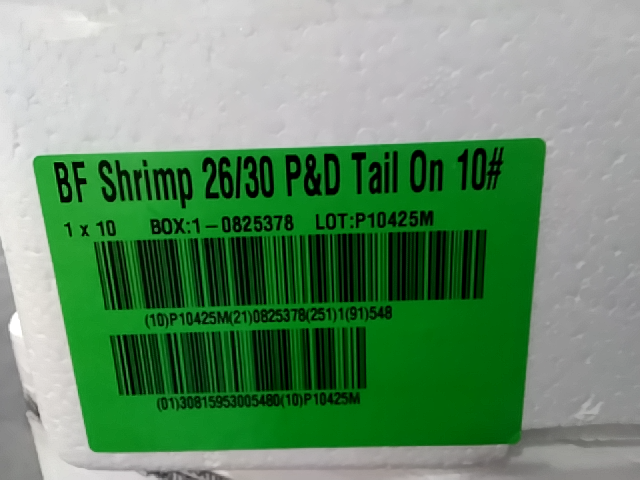 BF Shrimp 26/30 P&D Tail On 10#
1 x 10 BOX:1-0825378 LOT:P10425M
(10)P10425M(21)0825378(251)1(91)548
(01)30815953005480(10)P10425M